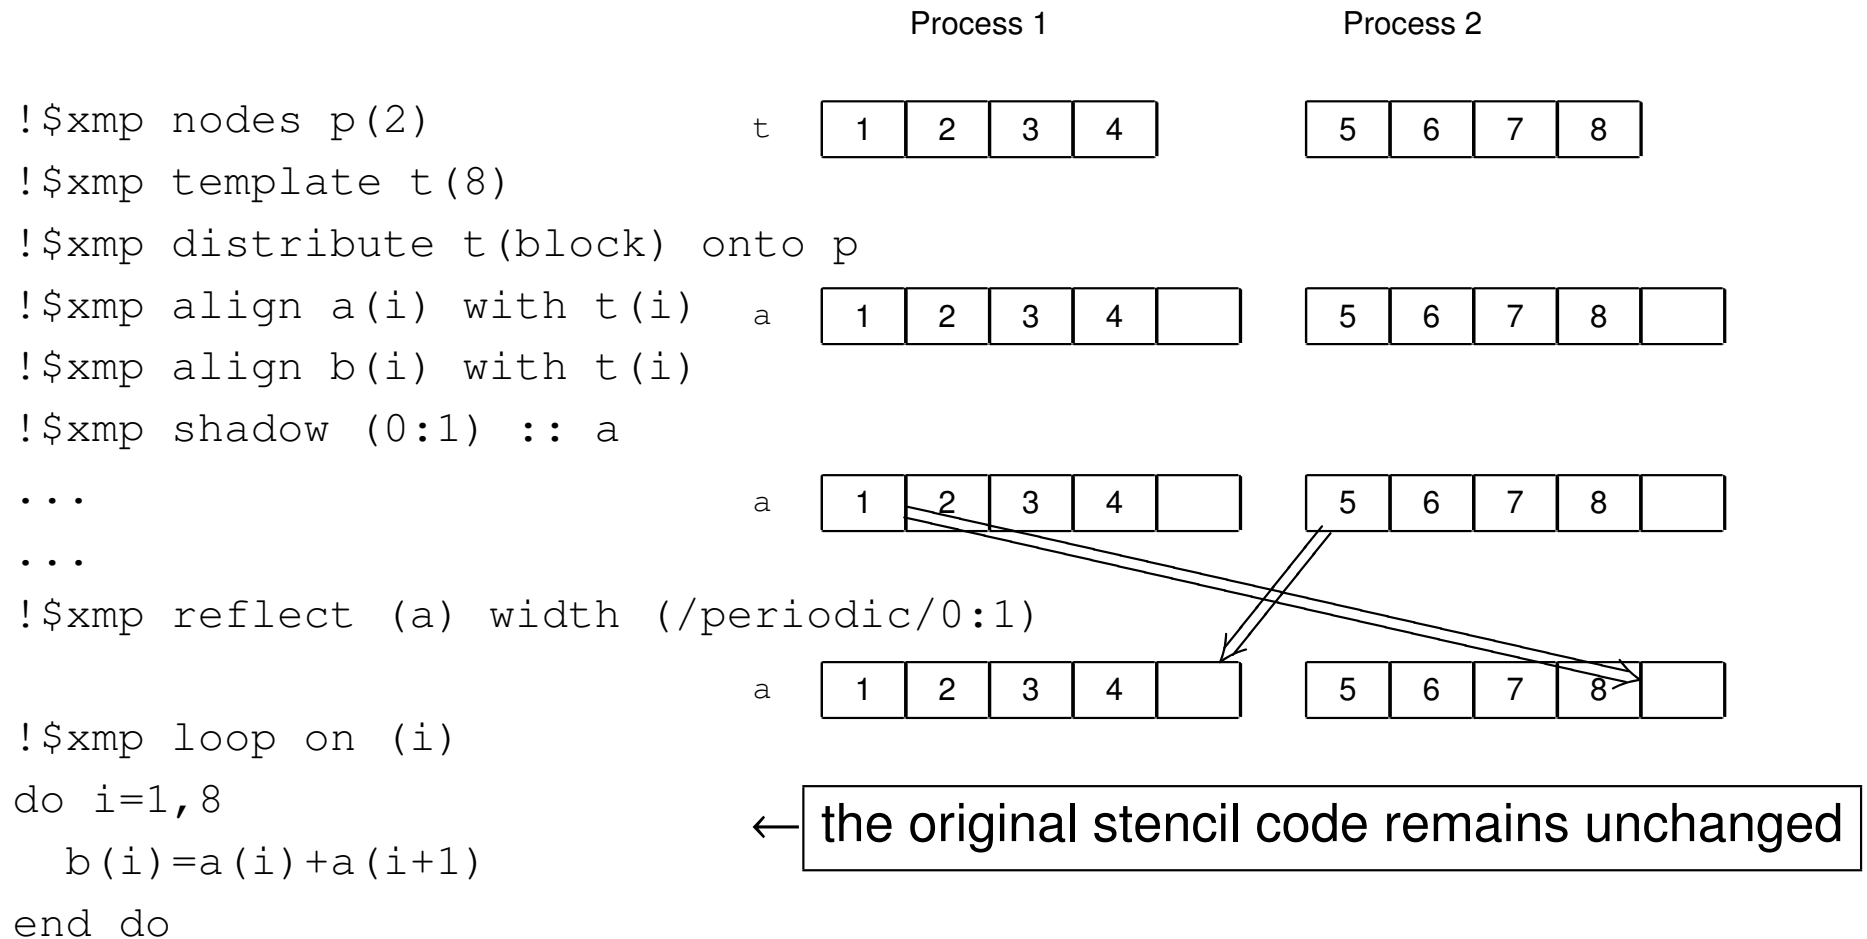 Process 1 Process 2
!$xmp nodes p(2) t 1 2 3 4 5 6 7 8
!$xmp template t(8)
!$xmp distribute t(block) onto p
!$xmp align a(i) with t(i) a 1 2 3 4 5 6 7 8
!$xmp align b(i) with t(i)
!$xmp shadow (0:1) :: a
... a 1 2 3 4 5 6 7 8
...
!$xmp reflect (a) width (/periodic/0:1)
a 1 2 3 4 5 6 7 8
!$xmp loop on (i)
do i=1,8
← the original stencil code remains unchanged
b(i)=a(i)+a(i+1)
end do